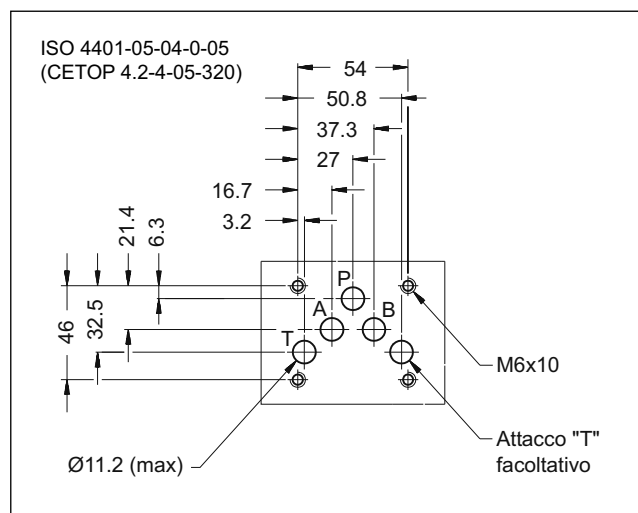 ISO 4401-05-04-0-05
(CETOP 4.2-4-05-320)
54
50.8
37.3
27
16.7
3.2
21.4
6.3
46
32.5
P
A
B
T
M6x10
Ø11.2 (max)
Attacco "T"
facoltativo